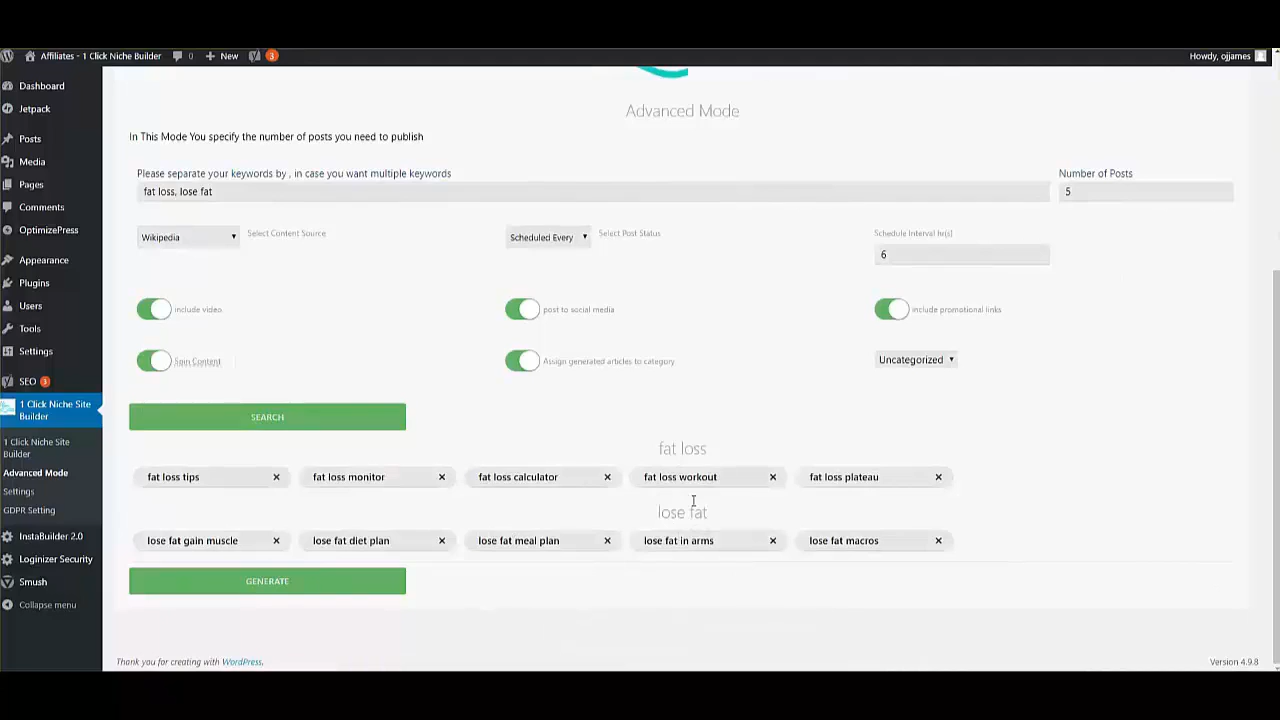 Affiliates - 1 Click Niche Builder 0 New 3 Howdy, ojjames
Dashboard
Jetpack
Posts
Media
Pages
Comments
OptimizePress
Appearance
Plugins
Users
Tools
Settings
SEO 3
1 Click Niche Site
Builder
1 Click Niche Site
Builder
Advanced Mode
Settings
GDPR Setting
InstaBuilder 2.0
Loginizer Security
Smush
Collapse menu
Advanced Mode
In This Mode You specify the number of posts you need to publish
Please separate your keywords by , in case you want multiple keywords
Number of Posts
fat loss, lose fat
5
Wikipedia
Select Content Source
Scheduled Every
Select Post Status
Schedule Interval hr(s)
6
include video
post to social media
include promotional links
Spin Content
Assign generated articles to category
Uncategorized
SEARCH
fat loss
fat loss tips
fat loss monitor
fat loss calculator
fat loss workout
fat loss plateau
lose fat
lose fat gain muscle
lose fat diet plan
lose fat meal plan
lose fat in arms
lose fat macros
GENERATE
Thank you for creating with WordPress.
Version 4.9.8